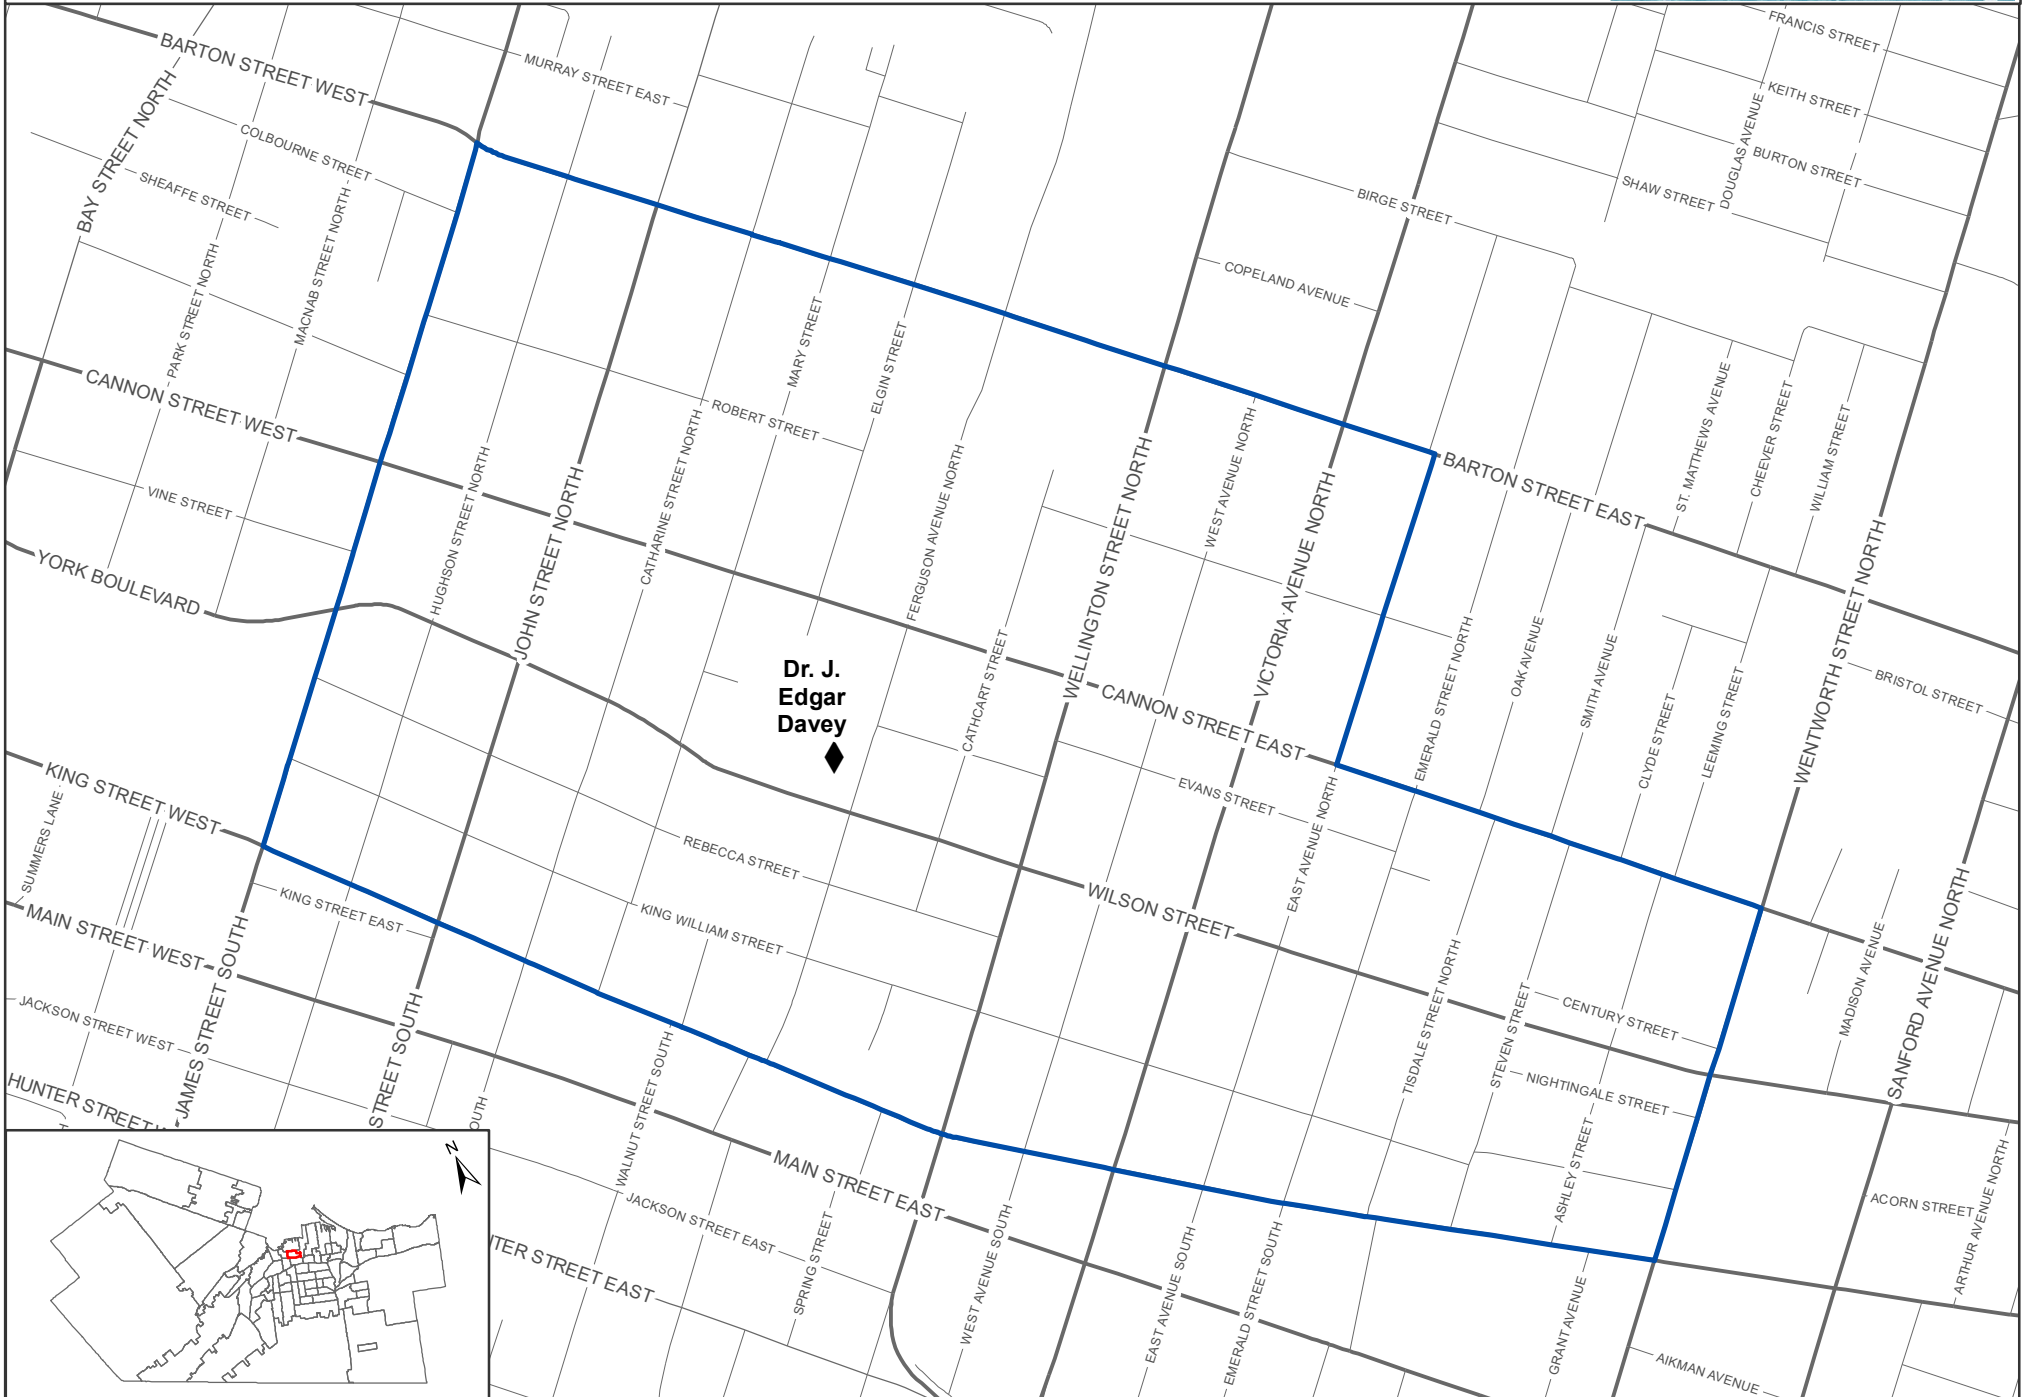 FRANCIS STREET
BARTON STREET WEST
MURRAY STREET EAST
KEITH STREET
BAY STREET NORTH
COLBOURNE STREET
DOUGLAS AVENUE
BURTON STREET
SHEAFFE STREET
BIRGE STREET
SHAW STREET
MACNAB STREET NORTH
PARK STREET NORTH
COPELAND AVENUE
MARY STREET
ELGIN STREET
CANNON STREET WEST
ROBERT STREET
ST. MATTHEWS AVENUE
CHEEVER STREET
WILLIAM STREET
HUGHSON STREET NORTH
JOHN STREET NORTH
CATHARINE STREET NORTH
FERGUSON AVENUE NORTH
WELLINGTON STREET NORTH
WEST AVENUE NORTH
VICTORIA AVENUE NORTH
BARTON STREET EAST
VINE STREET
YORK BOULEVARD
WENTWORTH STREET NORTH
Dr. J.
Edgar
Davey
CATHCART STREET
CANNON STREET EAST
EMERALD STREET NORTH
OAK AVENUE
SMITH AVENUE
CLYDE STREET
LEEMING STREET
BRISTOL STREET
KING STREET WEST
SUMMERS LANE
EVANS STREET
EAST AVENUE NORTH
REBECCA STREET
WILSON STREET
KING STREET EAST
KING WILLIAM STREET
MAIN STREET WEST
JAMES STREET SOUTH
STREET SOUTH
TISDALE STREET NORTH
STEVEN STREET
CENTURY STREET
MADISON AVENUE
SANFORD AVENUE NORTH
JACKSON STREET WEST
HUNTER STREET
WALNUT STREET SOUTH
NIGHTINGALE STREET
ASHLEY STREET
MAIN STREET EAST
ACORN STREET
ARTHUR AVENUE NORTH
JACKSON STREET EAST
SPRING STREET
WEST AVENUE SOUTH
EAST AVENUE SOUTH
EMERALD STREET SOUTH
GRANT AVENUE
STREET EAST
AIKMAN AVENUE
N